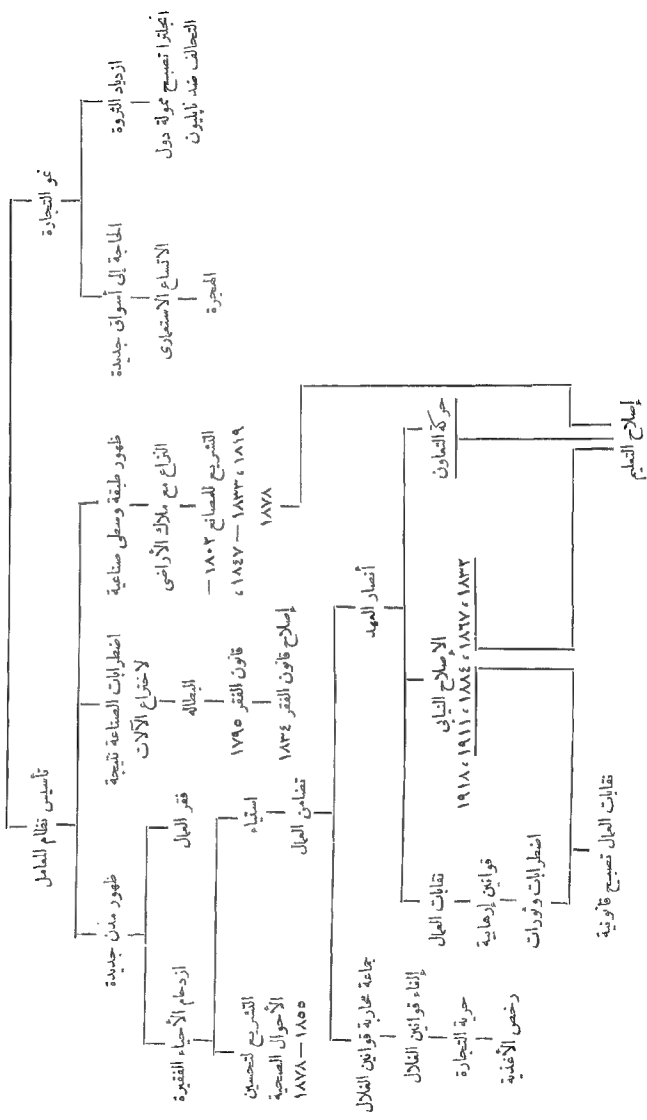 نمو التجارة
تأسيس نظام المعامل
ازدياد الثروة
إنجلترا تصبح ممولة دول
التحالف ضد نابليون
الحاجة إلى أسواق جديدة
الاتساع الاستعمارى
الهجرة
ظهور طبقة وسطى صناعية
النزاع مع ملاك الأراضى
التشريع للمصانع ١٨٠٢ —
١٨١٩، ١٨٣٣ — ١٨٤٧،
١٨٧٨
اضطرابات الصناعة نتيجة
لاختراع الآلات
البطالة
قانون الفقر
١٧٩٥
إصلاح قانون الفقر ١٨٣٤
ظهور مدن جديدة
فقر العمال
ازدحام الأحياء الفقيرة
استياء
التشريع لتحسين
الأحوال الصحية
١٨٥٥ — ١٨٧٨
تضامن العمال
أنصار العهد
جماعة محاربة قوانين الغلال
إلغاء قوانين الغلال
حرية التجارة
رخص الأغذية
حركة التعاون
الإصلاح النيابى
١٨٣٢، ١٨٦٧، ١٨٨٤، ١٩١١، ١٩١٨
نقابات العمال
قوانين إرهابية
اضطرابات وثورات
إصلاح التعليم
نقابات العمال تصبح قانونية